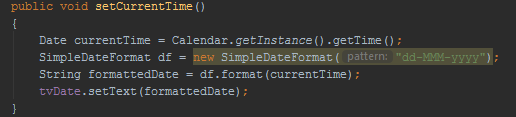 public void setCurrentTime()
{
Date currentTime = Calendar.getInstance().getTime();
SimpleDateFormat df = new SimpleDateFormat( pattern: "dd-MMM-yyyy");
String formattedDate = df.format(currentTime);
tvDate.setText(formattedDate);
}